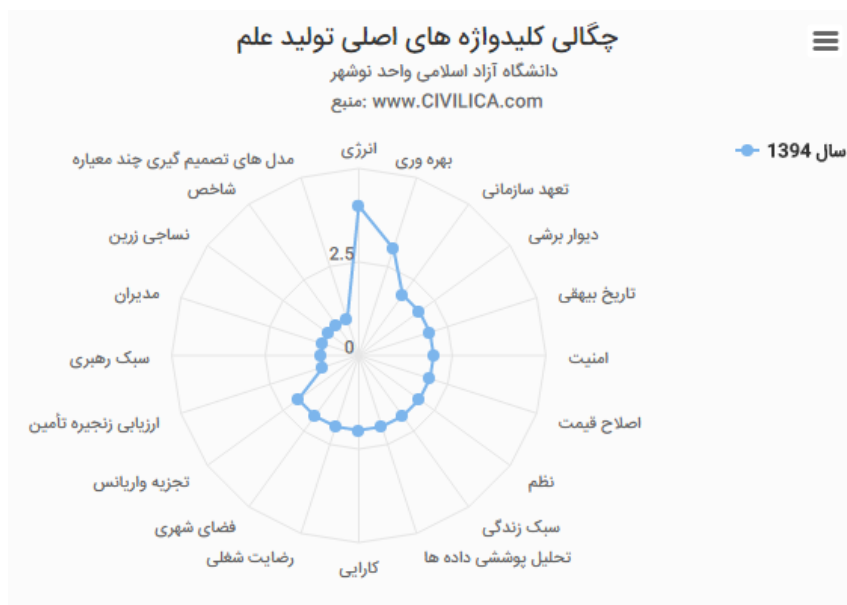 چگالی کلیدواژه های اصلی تولید علم
دانشگاه آزاد اسلامی واحد نوشهر
منبع: www.CIVILICA.com
سال 1394
انرژی
بهره وری
تعهد سازمانی
دیوار برشی
تاریخ بیهقی
امنیت
اصلاح قیمت
نظم
سبک زندگی
تحلیل پوششی داده ها
کارایی
رضایت شغلی
فضای شهری
تجزیه واریانس
ارزیابی زنجیره تأمین
سبک رهبری
مدیران
نساجی زرین
شاخص
مدل های تصمیم گیری چند معیاره
2.5
0